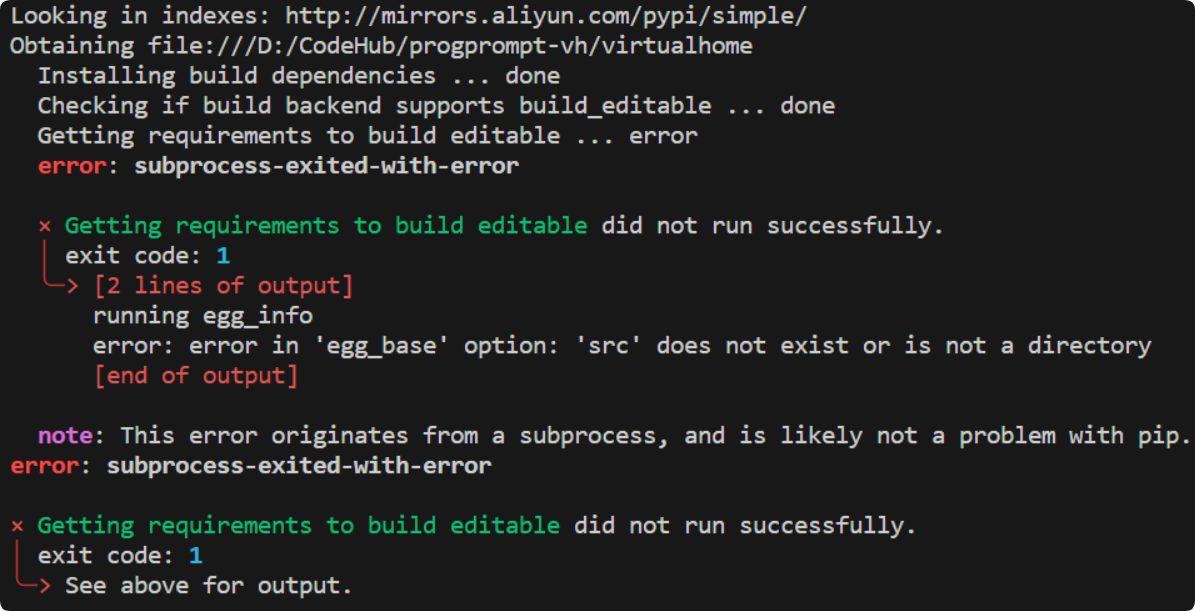 Looking in indexes: http://mirrors.aliyun.com/pypi/simple/
Obtaining file:///D:/CodeHub/progprompt-vh/virtualhome
Installing build dependencies ... done
Checking if build backend supports build_editable ... done
Getting requirements to build editable ... error
error: subprocess-exited-with-error
× Getting requirements to build editable did not run successfully.
exit code: 1
[2 lines of output]
running egg_info
error: error in 'egg_base' option: 'src' does not exist or is not a directory
[end of output]
note: This error originates from a subprocess, and is likely not a problem with pip.
error: subprocess-exited-with-error
× Getting requirements to build editable did not run successfully.
exit code: 1
See above for output.